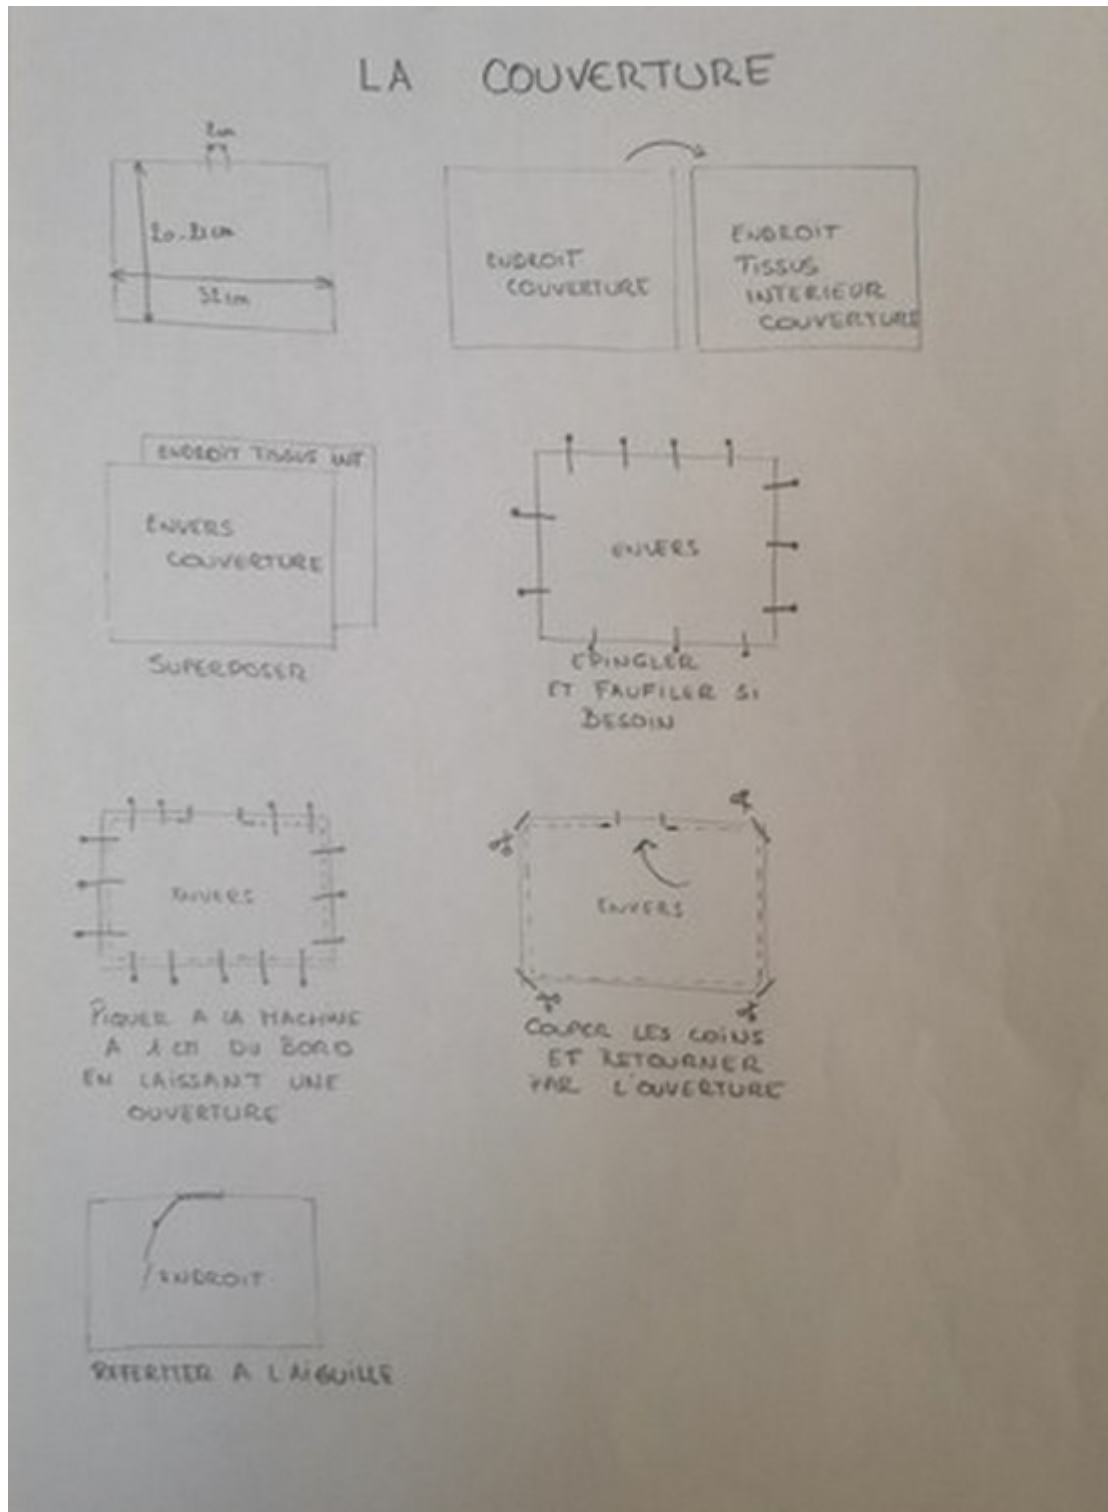 LA COUVERTURE
2cm
20-21cm
32cm
ENDROIT
COUVERTURE
ENDROIT
TISSUS
INTERIEUR
COUVERTURE
ENDROIT TISSUS INT
ENVERS
COUVERTURE
SUPERPOSER
ENVERS
EPINGLER
ET FAUFILER SI
BESOIN
ENVERS
PIQUER A LA MACHINE
A 1 cm DU BORD
EN LAISSANT UNE
OUVERTURE
ENVERS
COUPER LES COINS
ET RETOURNER
PAR L'OUVERTURE
ENDROIT
REFERMER A L'AIGUILLE